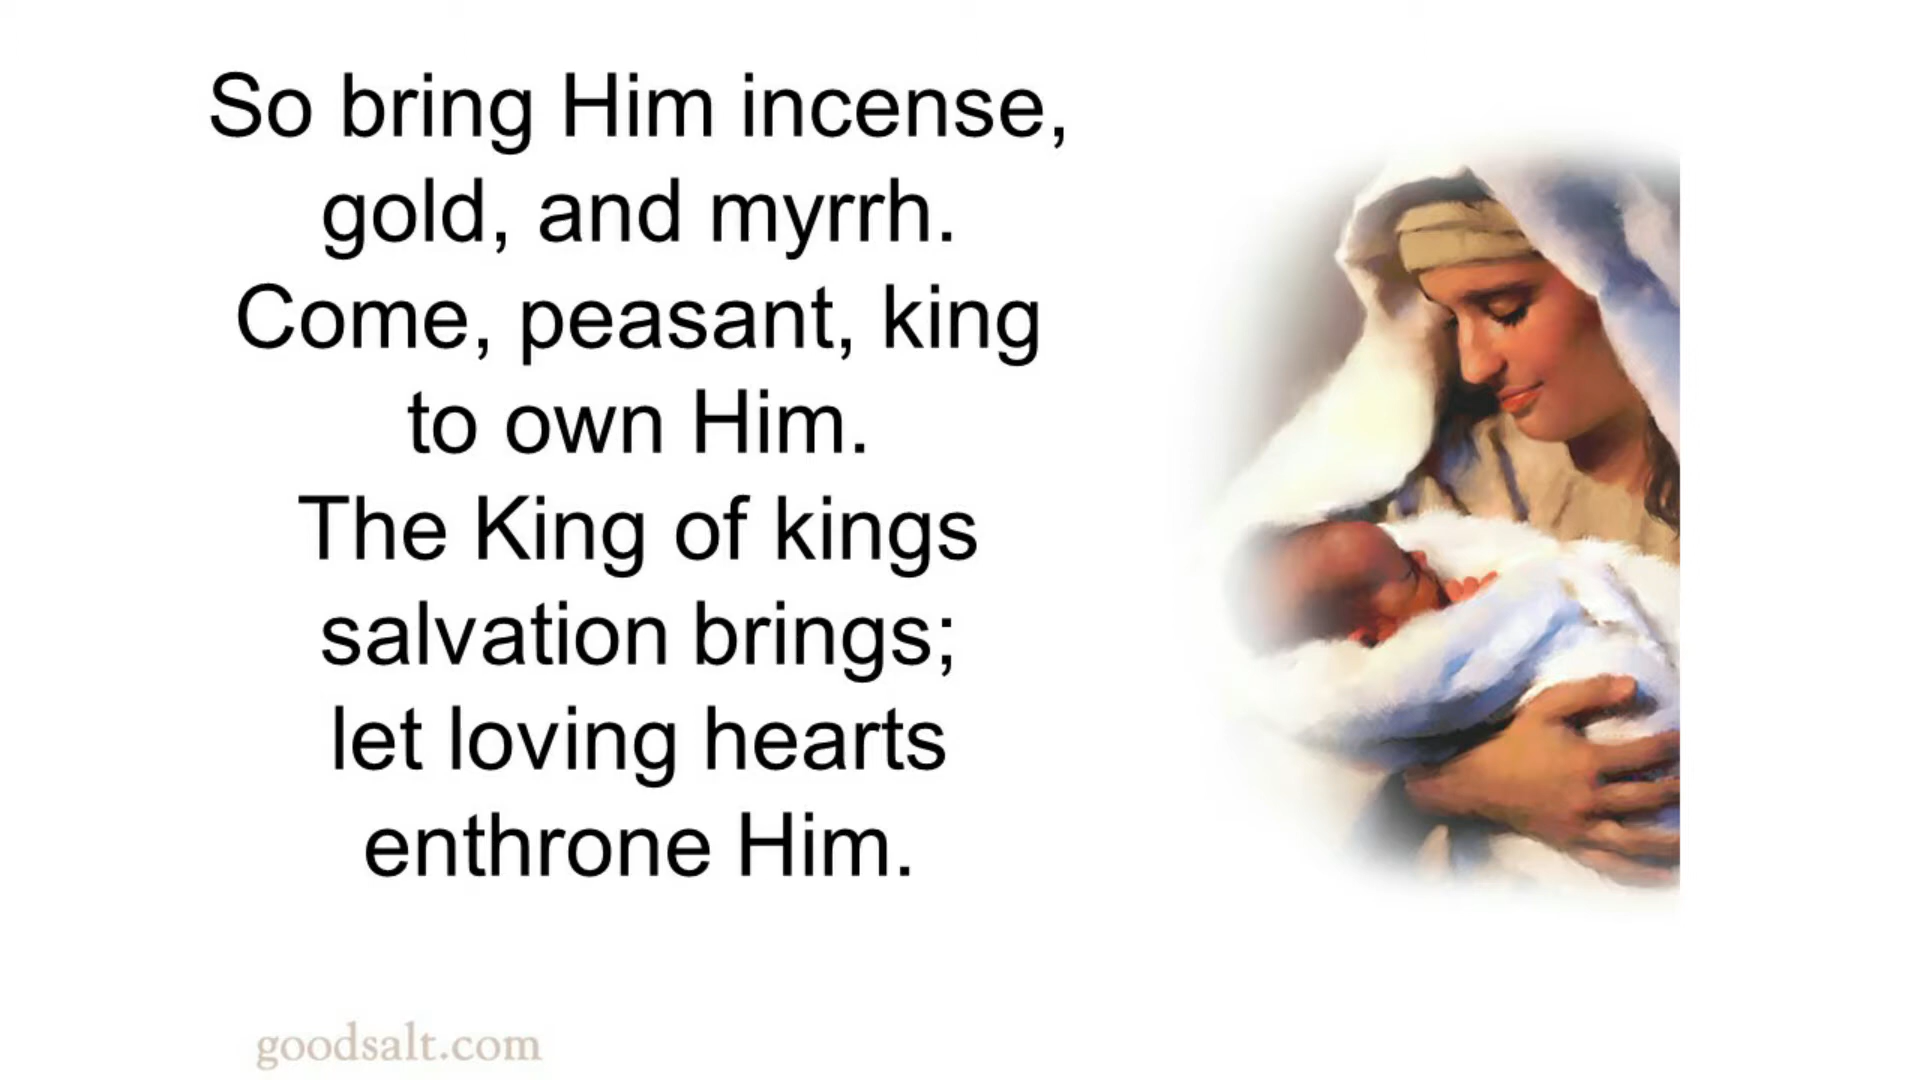 So bring Him incense,
gold, and myrrh.
Come, peasant, king
to own Him.
The King of kings
salvation brings;
let loving hearts
enthrone Him.
goodsalt.com